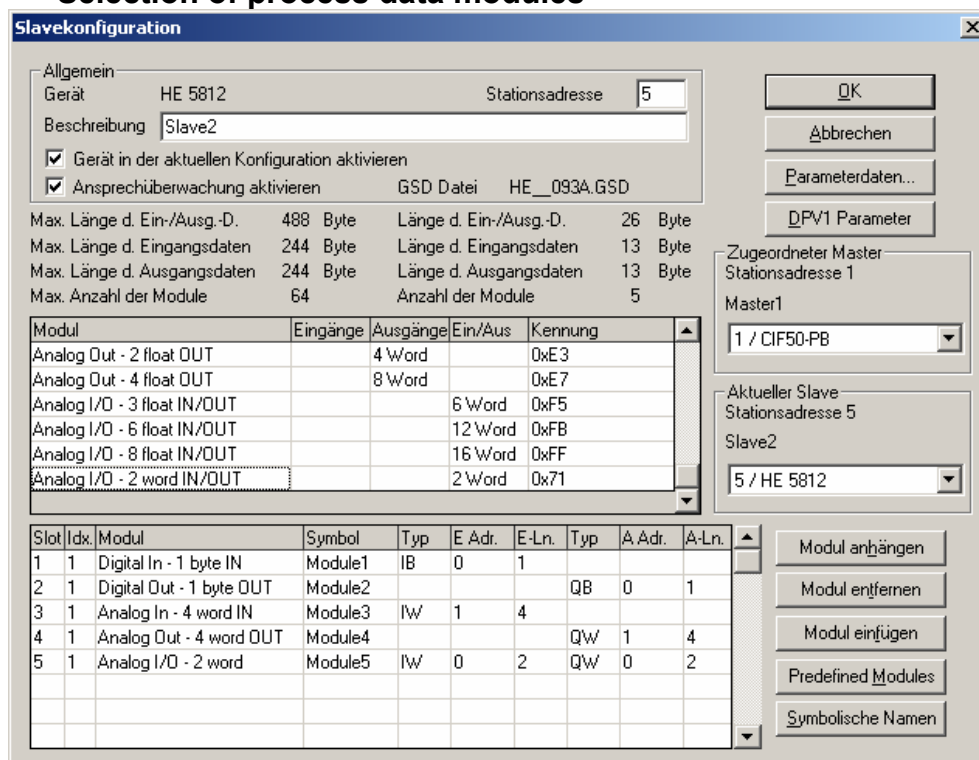 Selection of process data modules
Slavekonfiguration
Allgemein
Gerät HE 5812 Stationsadresse 5
Beschreibung Slave2
Gerät in der aktuellen Konfiguration aktivieren
Ansprechüberwachung aktivieren GSD Datei HE__093A.GSD
Max. Länge d. Ein-/Ausg.-D. 488 Byte Länge d. Ein-/Ausg.-D. 26 Byte
Max. Länge d. Eingangsdaten 244 Byte Länge d. Eingangsdaten 13 Byte
Max. Länge d. Ausgangsdaten 244 Byte Länge d. Ausgangsdaten 13 Byte
Max. Anzahl der Module 64 Anzahl der Module 5
Modul Eingänge Ausgänge Ein/Aus Kennung
Analog Out - 2 float OUT 4 Word 0xE3
Analog Out - 4 float OUT 8 Word 0xE7
Analog I/O - 3 float IN/OUT 6 Word 0xF5
Analog I/O - 6 float IN/OUT 12 Word 0xFB
Analog I/O - 8 float IN/OUT 16 Word 0xFF
Analog I/O - 2 word IN/OUT 2 Word 0x71
Slot Idx. Modul Symbol Typ E Adr. E-Ln. Typ A Adr. A-Ln.
1 1 Digital In - 1 byte IN Module1 IB 0 1
2 1 Digital Out - 1 byte OUT Module2 QB 0 1
3 1 Analog In - 4 word IN Module3 IW 1 4
4 1 Analog Out - 4 word OUT Module4 QW 1 4
5 1 Analog I/O - 2 word Module5 IW 0 2 QW 0 2
OK
Abbrechen
Parameterdaten...
DPV1 Parameter
Zugeordneter Master
Stationsadresse 1
Master1
1 / CIF50-PB
Aktueller Slave
Stationsadresse 5
Slave2
5 / HE 5812
Modul anhängen
Modul entfernen
Modul einfügen
Predefined Modules
Symbolische Namen